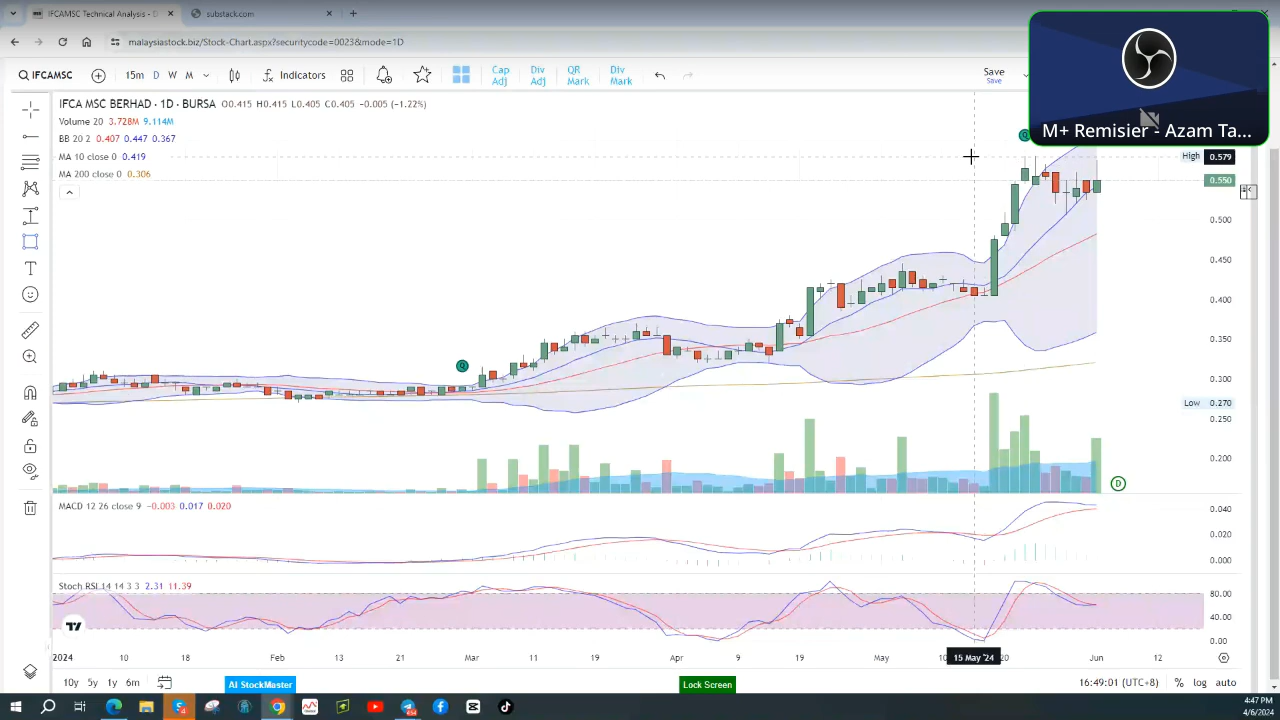 IFCAMSC Technical Analysis - D
substack.com
malaysiastock.biz/Stock-Chart.aspx?securitycode=0023&mode=1D
M+ Remisier - Azam Ta...
IFCAMSC
15m D W M
Indicators
Cap Adj
Div Adj
QR Mark
Div Mark
Save
Save
IFCA MSC BERHAD · 1D · BURSA O0.415 H0.415 L0.405 C0.405 −0.005 (−1.22%)
Volume 20 3.728M 9.114M
BB 20 2 0.407 0.447 0.367
MA 10 close 0 0.419
MA 200 close 0 0.306
Q
Q
D
High 0.579
0.550
0.500
0.450
0.400
0.350
0.300
Low 0.270
0.250
0.200
MACD 12 26 close 9 −0.003 0.017 0.020
0.040
0.020
0.000
Stoch RSI 14 14 3 3 2.31 11.39
80.00
40.00
0.00
2024 10 18 13 21 Mar 11 19 Apr 9 19 May 10 15 May '24 20 Jun 12
10y 5y 1y 6m
AI StockMaster
Lock Screen
16:49:01 (UTC+8) % log auto
4:47 PM
4/6/2024